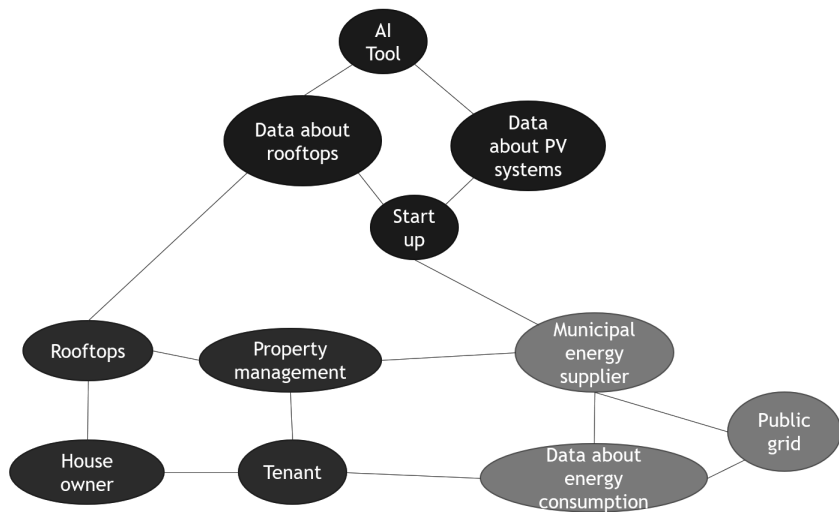 AI
Tool
Data about
rooftops
Data
about PV
systems
Start
up
Rooftops
Property
management
Municipal
energy
supplier
Public
grid
House
owner
Tenant
Data about
energy
consumption